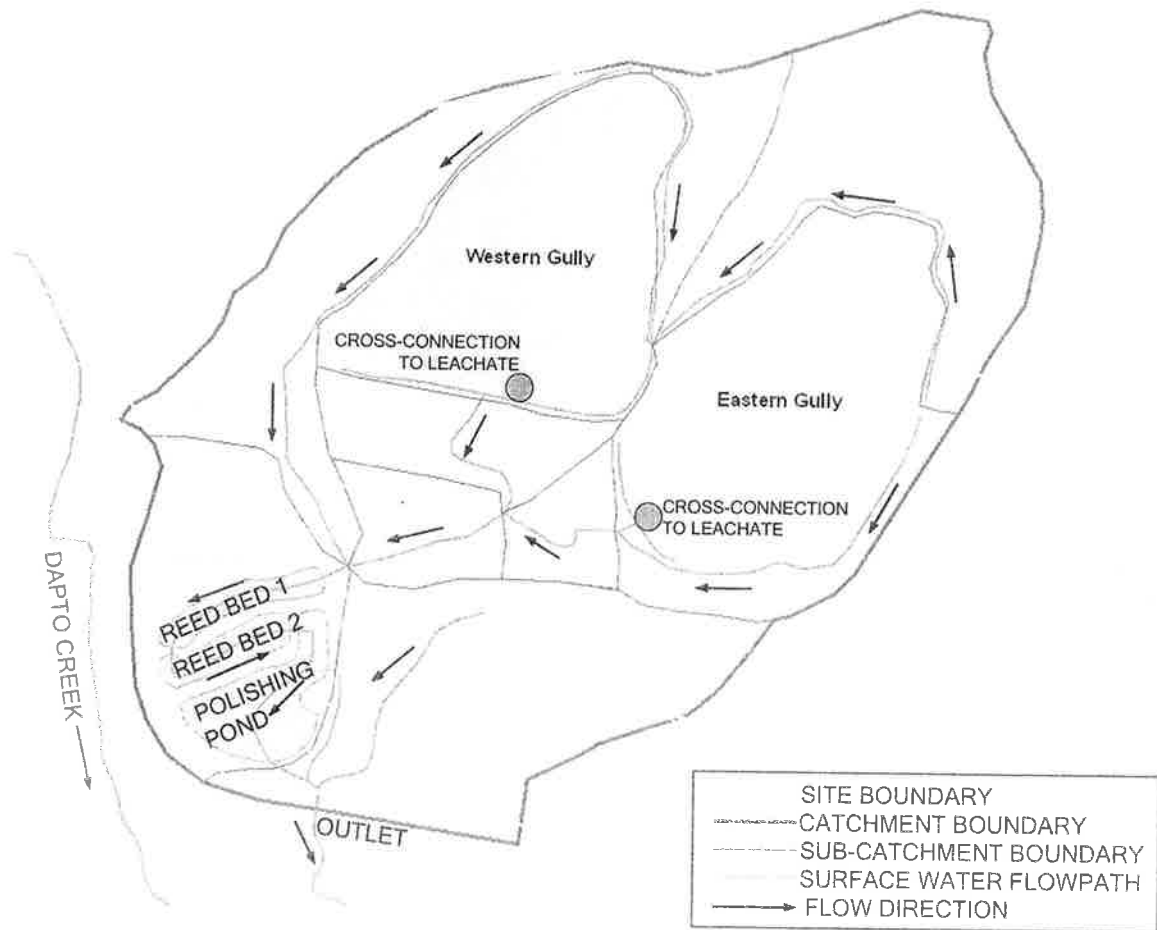 Western Gully
CROSS-CONNECTION
TO LEACHATE
Eastern Gully
CROSS-CONNECTION
TO LEACHATE
DAPTO CREEK
REED BED 1
REED BED 2
POLISHING
POND
OUTLET
SITE BOUNDARY
CATCHMENT BOUNDARY
SUB-CATCHMENT BOUNDARY
SURFACE WATER FLOWPATH
FLOW DIRECTION